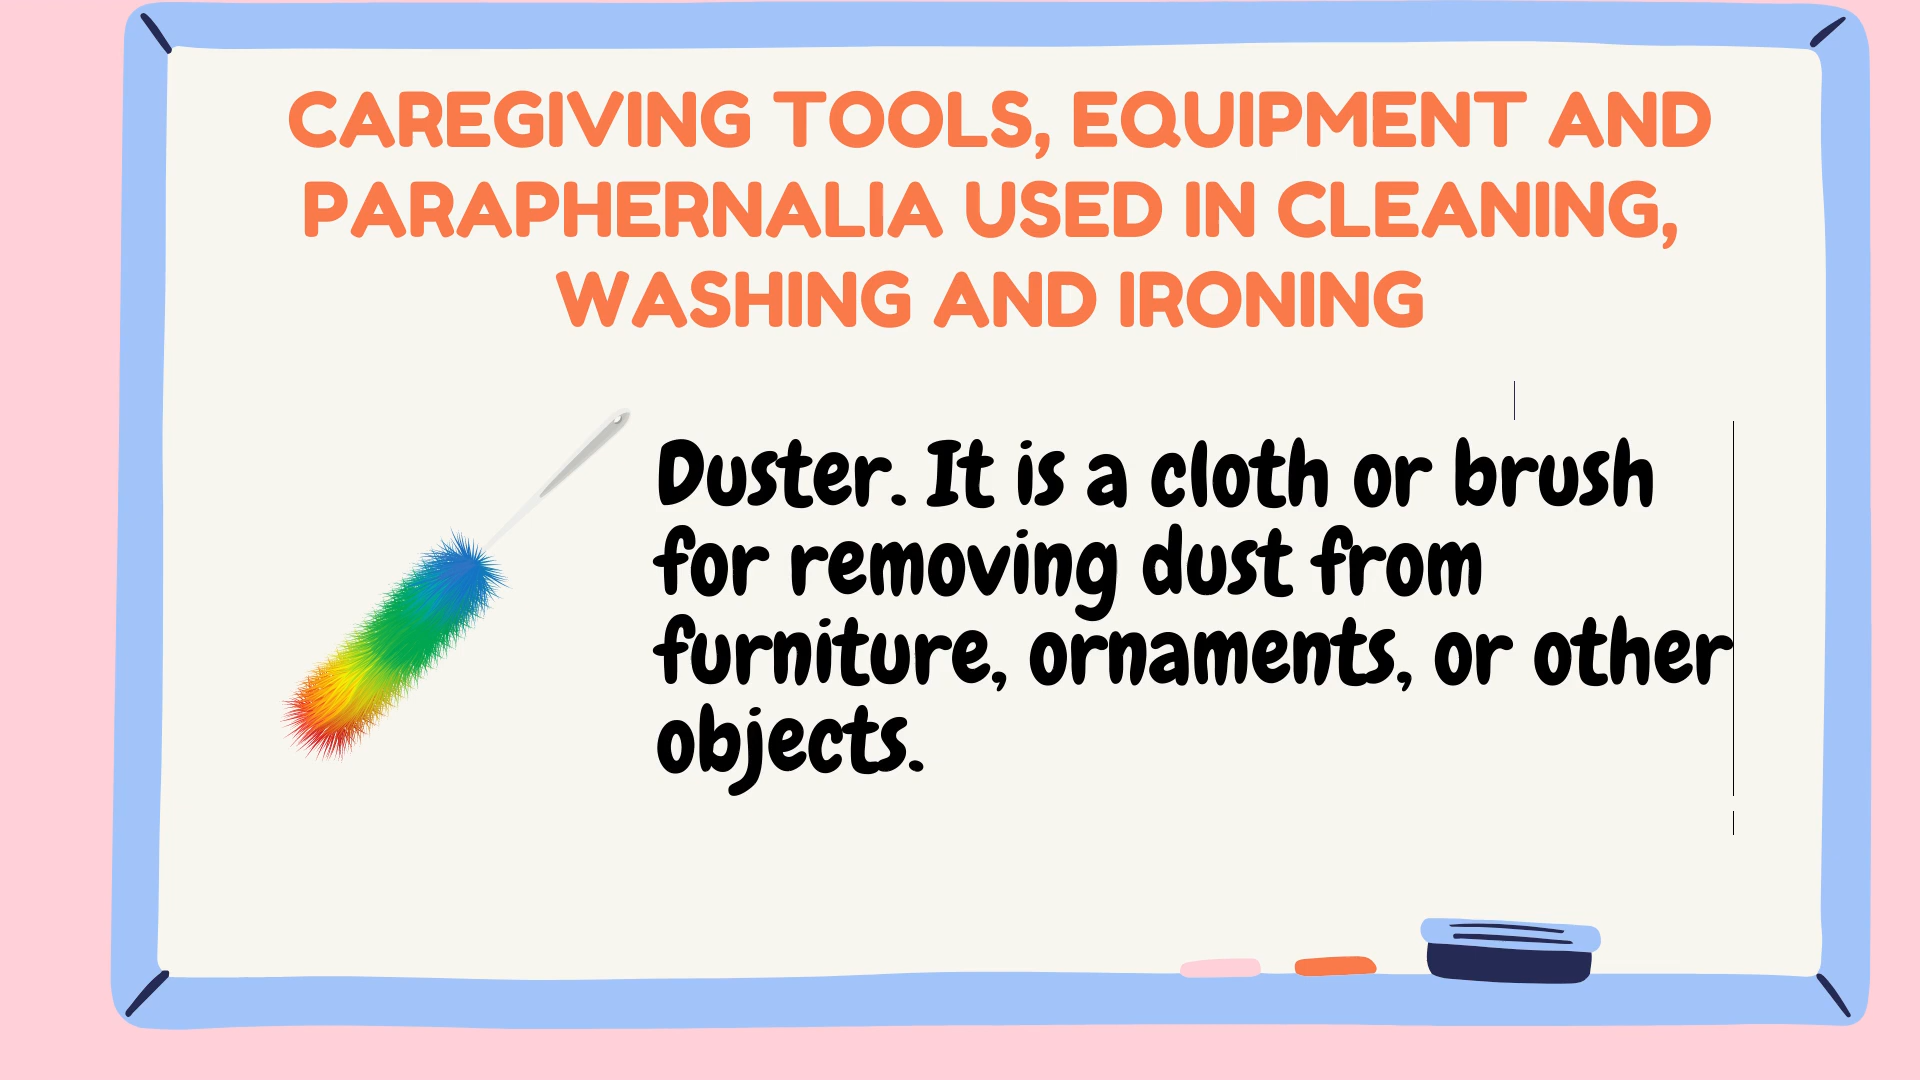 CAREGIVING TOOLS, EQUIPMENT AND
PARAPHERNALIA USED IN CLEANING,
WASHING AND IRONING
Duster. It is a cloth or brush
for removing dust from
furniture, ornaments, or other
objects.